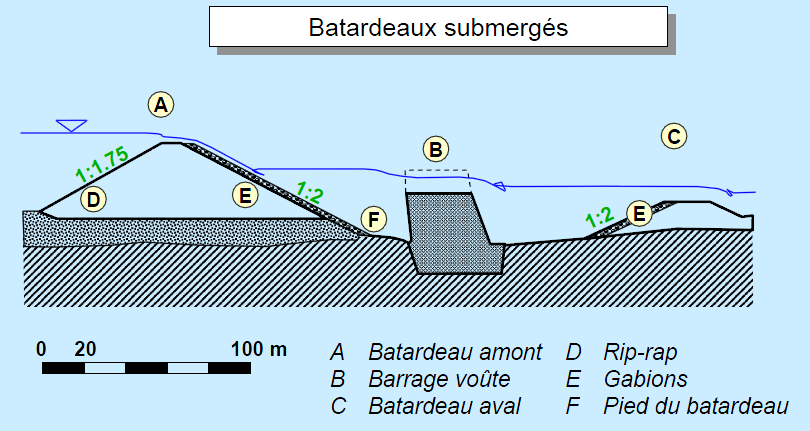 Batardeaux submergés
A
B
C
1:1.75
D
E
1:2
F
1:2
E
0 20 100 m
A Batardeau amont D Rip-rap
B Barrage voûte E Gabions
C Batardeau aval F Pied du batardeau